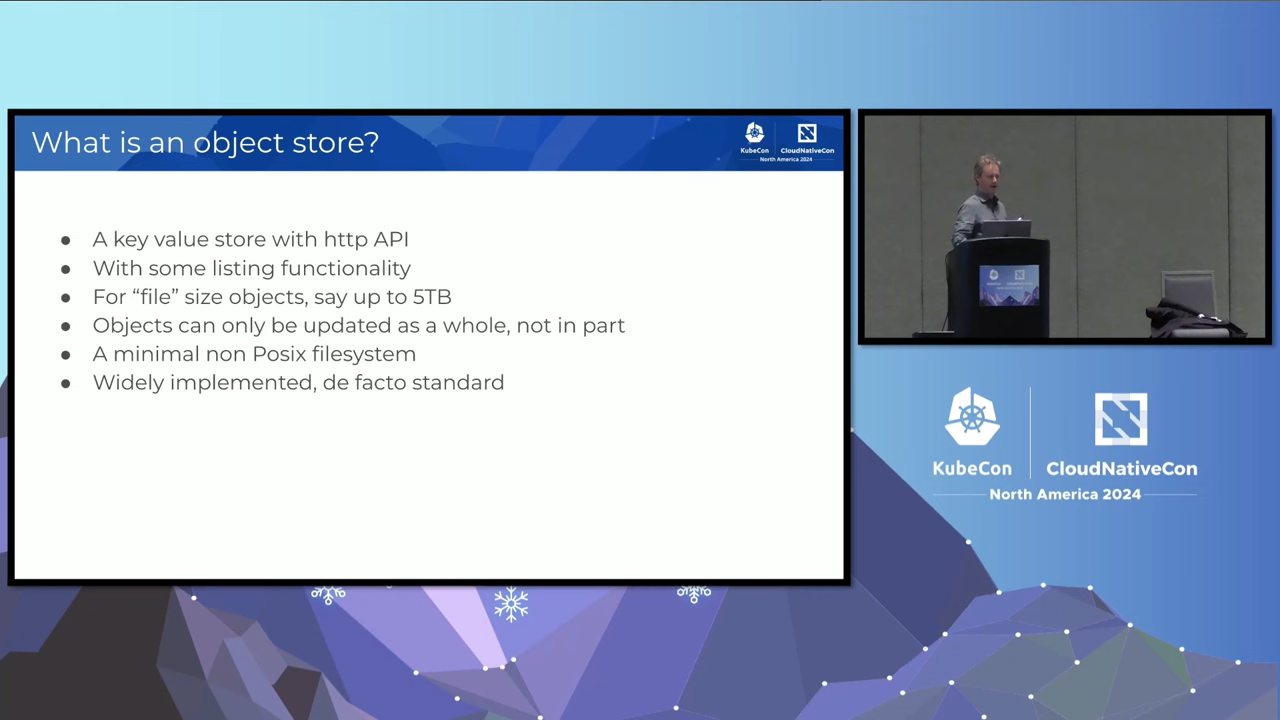 What is an object store?
KubeCon
CloudNativeCon
North America 2024
● A key value store with http API
● With some listing functionality
● For “file” size objects, say up to 5TB
● Objects can only be updated as a whole, not in part
● A minimal non Posix filesystem
● Widely implemented, de facto standard
KubeCon
CloudNativeCon
North America 2024